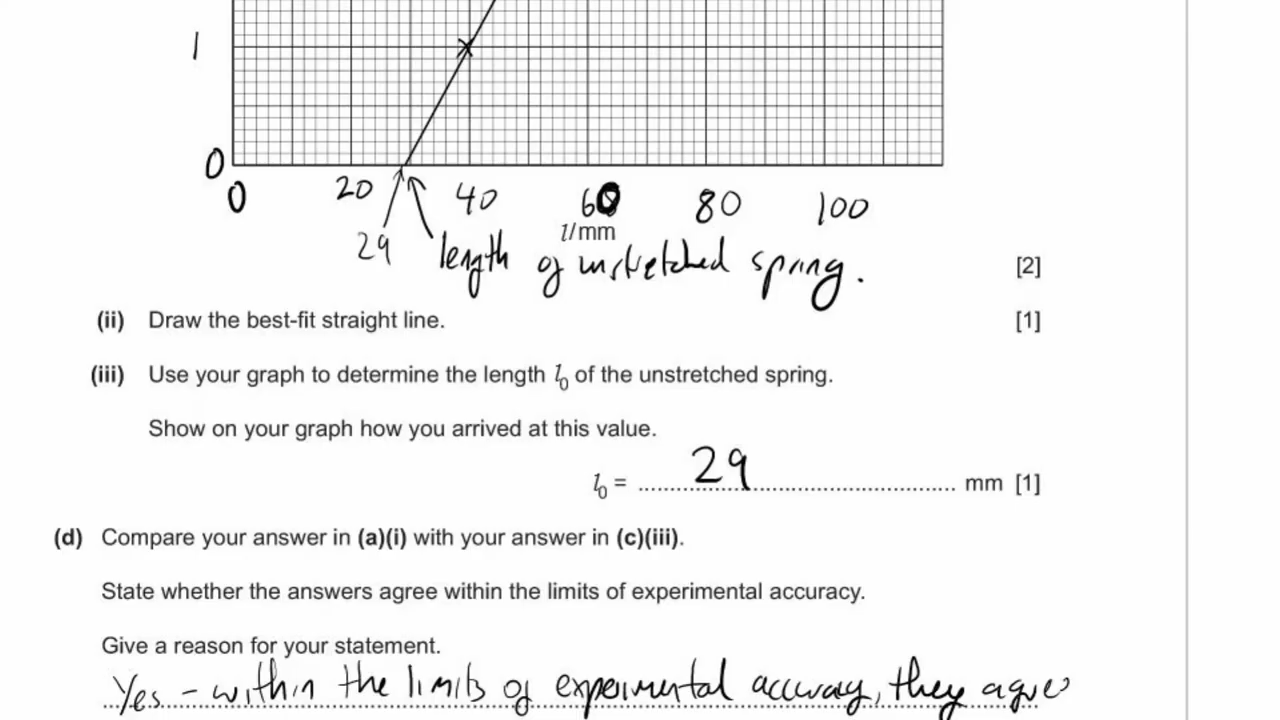 1
0
0 20 40 60 80 100
l/mm
29 length of unstretched spring. [2]
(ii) Draw the best-fit straight line. [1]
(iii) Use your graph to determine the length l0 of the unstretched spring.
Show on your graph how you arrived at this value.
l0 = 29 mm [1]
(d) Compare your answer in (a)(i) with your answer in (c)(iii).
State whether the answers agree within the limits of experimental accuracy.
Give a reason for your statement.
Yes - within the limits of experimental accuracy, they agree